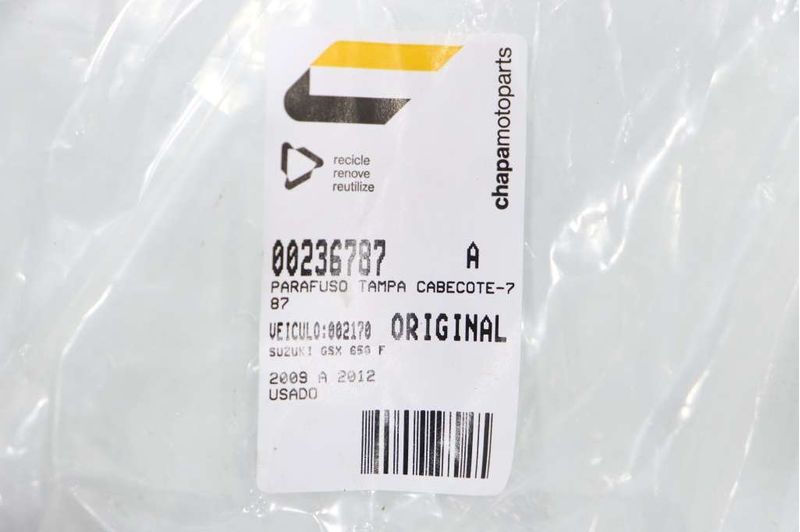 chapamotoparts
recicle
renove
reutilize
00236787 A
PARAFUSO TAMPA CABECOTE-7
87
VEICULO:002170 ORIGINAL
SUZUKI GSX 650 F
2009 A 2012
USADO